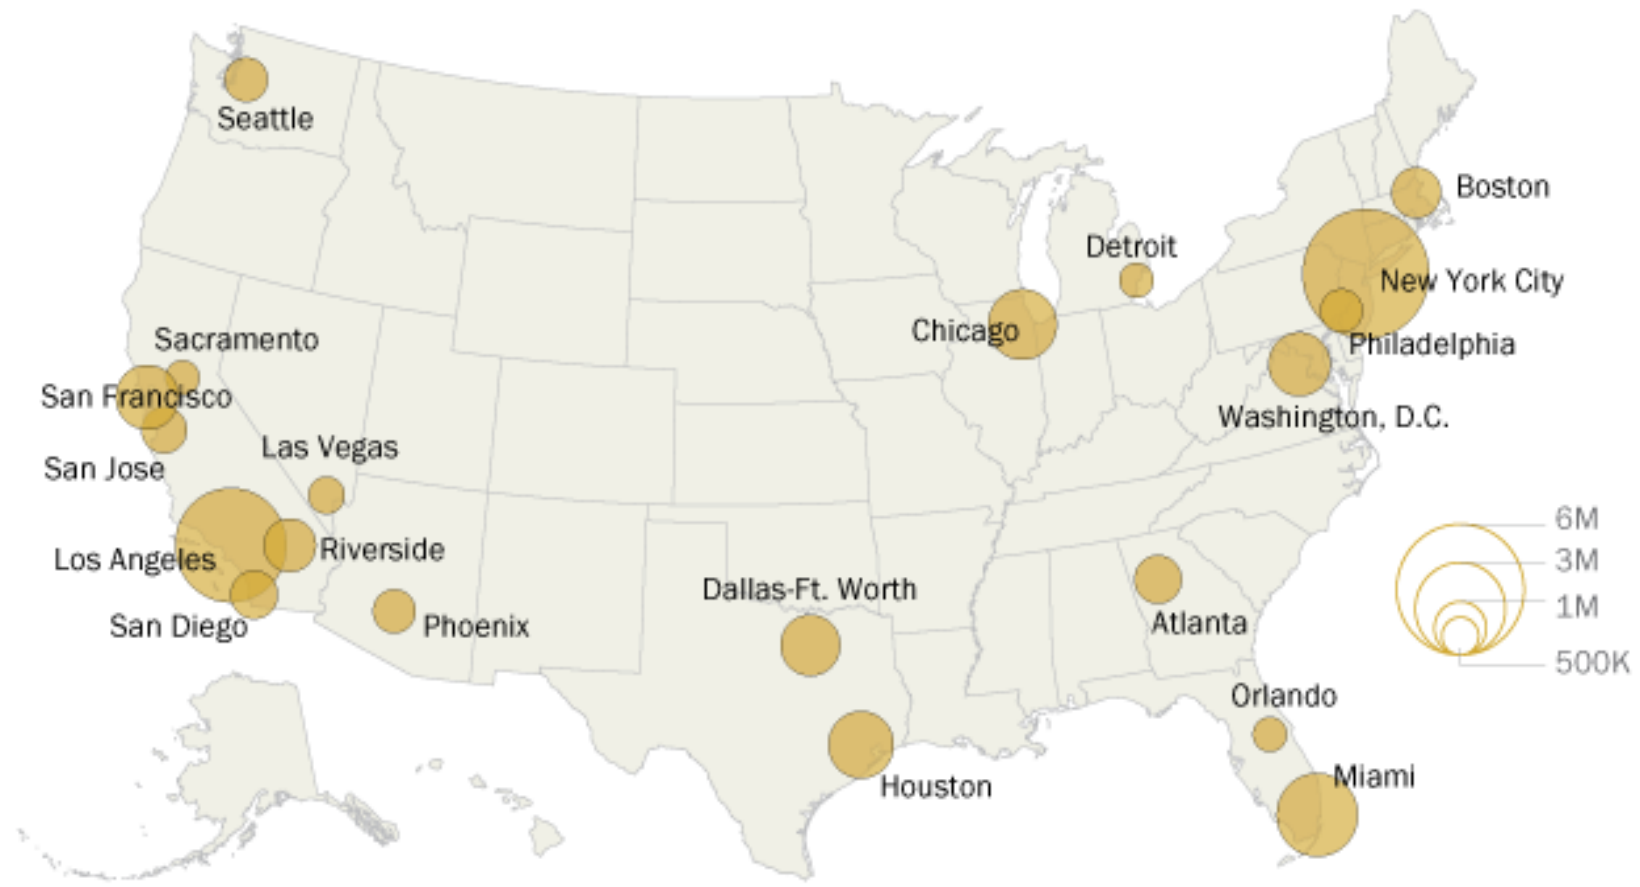 Seattle
Boston
Detroit
New York City
Chicago
Sacramento
Philadelphia
San Francisco
Washington, D.C.
Las Vegas
San Jose
6M
Riverside
Los Angeles
3M
Dallas-Ft. Worth
1M
San Diego
Phoenix
Atlanta
500K
Orlando
Miami
Houston